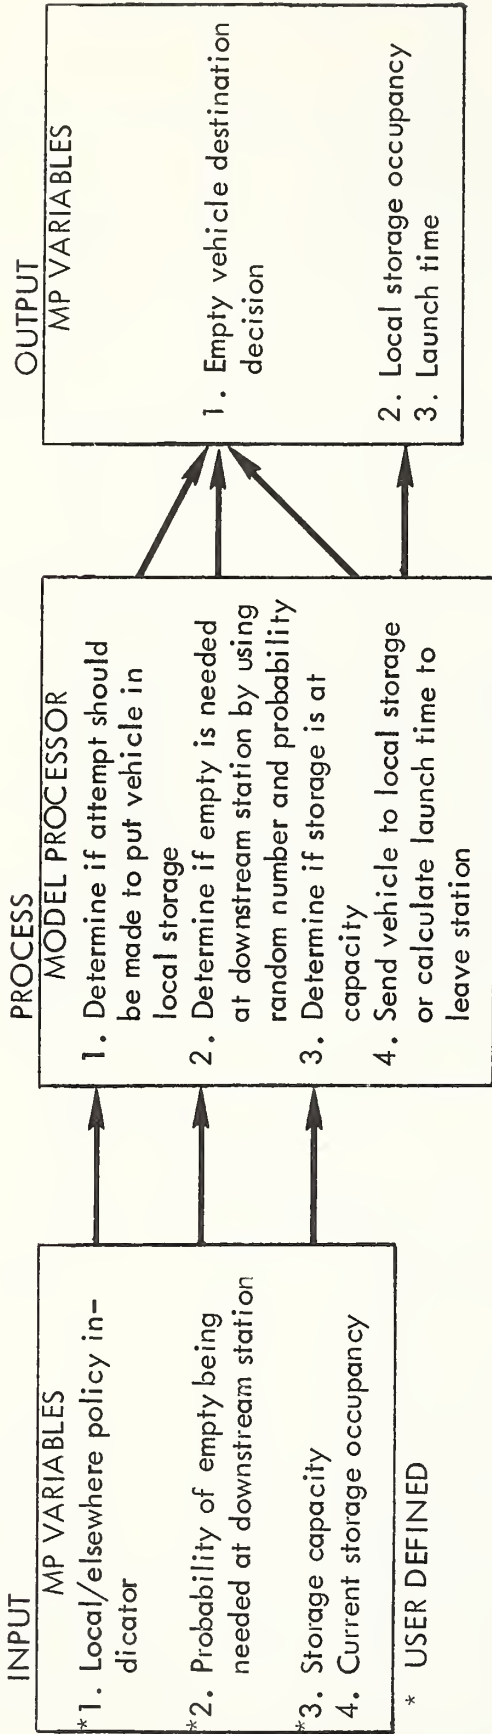 INPUT
MP VARIABLES
*1. Local/elsewhere policy in-
dicator
*2. Probability of empty being
needed at downstream station
*3. Storage capacity
4. Current storage occupancy
* USER DEFINED
PROCESS
MODEL PROCESSOR
1. Determine if attempt should
be made to put vehicle in
local storage
2. Determine if empty is needed
at downstream station by using
random number and probability
3. Determine if storage is at
capacity
4. Send vehicle to local storage
or calculate launch time to
leave station
OUTPUT
MP VARIABLES
1. Empty vehicle destination
decision
2. Local storage occupancy
3. Launch time